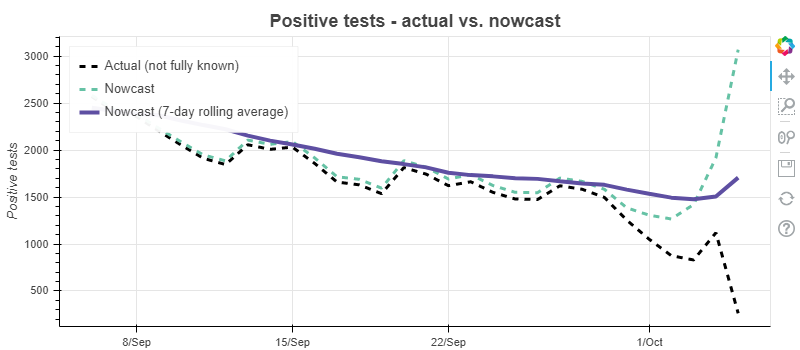 Positive tests - actual vs. nowcast
Actual (not fully known)
Nowcast
Nowcast (7-day rolling average)
Positive tests
3000
2500
2000
1500
1000
500
8/Sep
15/Sep
22/Sep
1/Oct